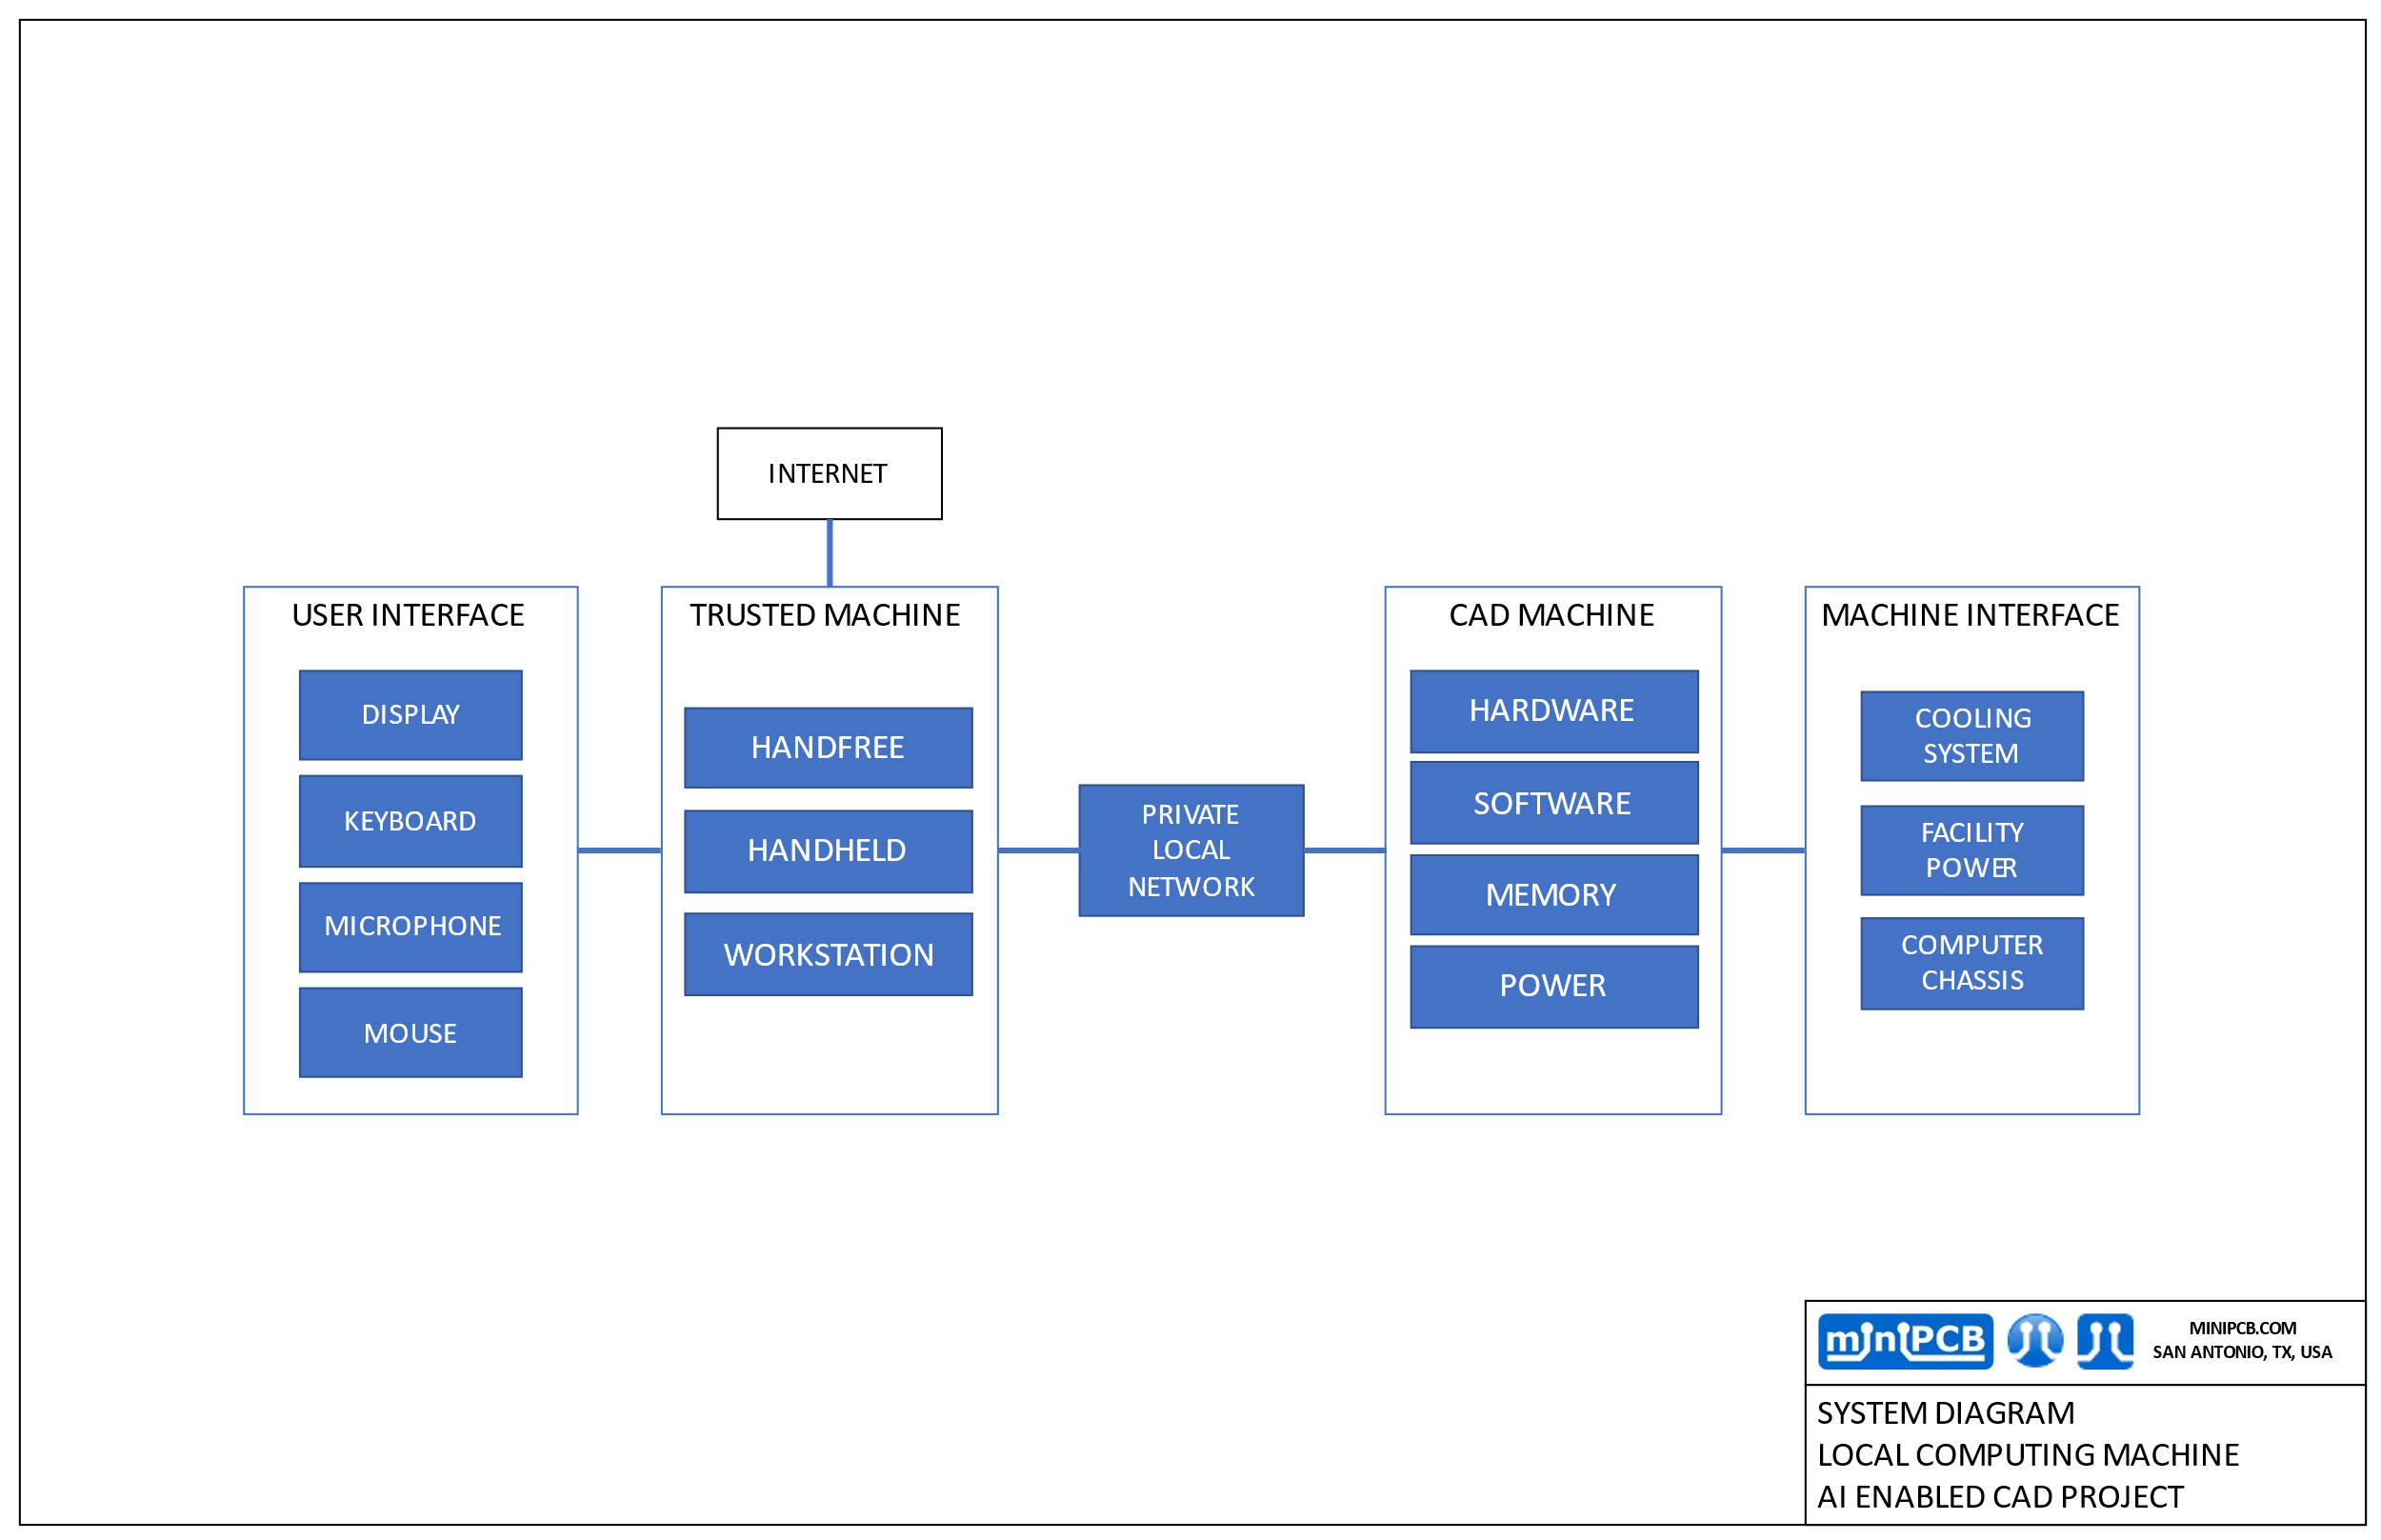 INTERNET
USER INTERFACE
DISPLAY
KEYBOARD
MICROPHONE
MOUSE
TRUSTED MACHINE
HANDFREE
HANDHELD
WORKSTATION
PRIVATE
LOCAL
NETWORK
CAD MACHINE
HARDWARE
SOFTWARE
MEMORY
POWER
MACHINE INTERFACE
COOLING
SYSTEM
FACILITY
POWER
COMPUTER
CHASSIS
miniPCB
MINIPCB.COM
SAN ANTONIO, TX, USA
SYSTEM DIAGRAM
LOCAL COMPUTING MACHINE
AI ENABLED CAD PROJECT